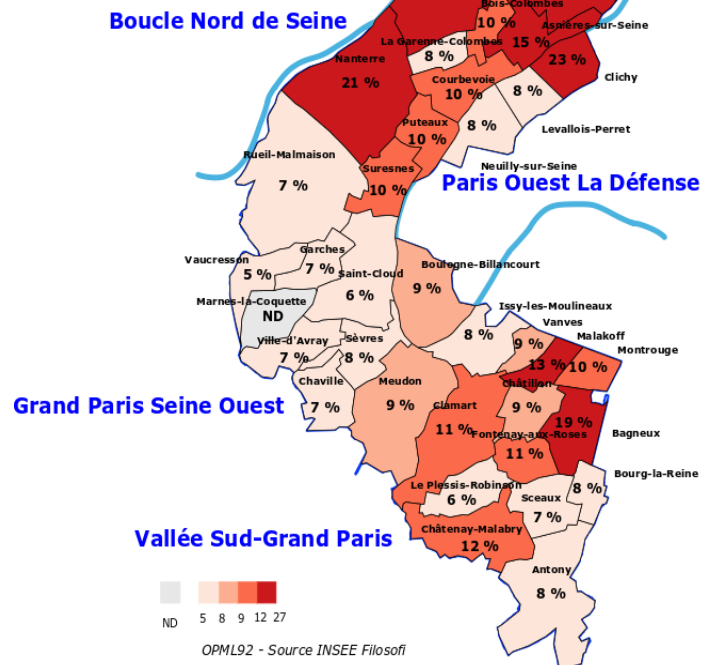 Bois-Colombes
Boucle Nord de Seine
10 %
Asnières-sur-Seine
La Garenne-Colombes
15 %
8 %
Nanterre
23 %
Clichy
21 %
Courbevoie
10 %
8 %
Puteaux
8 %
Levallois-Perret
10 %
Rueil-Malmaison
Neuilly-sur-Seine
Suresnes
7 %
10 %
Paris Ouest La Défense
Garches
Vaucresson
7 %
5 %
Saint-Cloud
Boulogne-Billancourt
6 %
9 %
Marnes-la-Coquette
ND
Issy-les-Moulineaux
Vanves
8 %
Malakoff
Ville-d'Avray
Sèvres
9 %
Montrouge
7 %
8 %
13 %
10 %
Chaville
Meudon
Châtillon
7 %
9 %
Clamart
9 %
Grand Paris Seine Ouest
11 %
19 %
Fontenay-aux-Roses
Bagneux
11 %
Bourg-la-Reine
Le Plessis-Robinson
8 %
6 %
Sceaux
7 %
Châtenay-Malabry
Vallée Sud-Grand Paris
12 %
Antony
8 %
ND
5 8 9 12 27
OPML92 - Source INSEE Filosofi